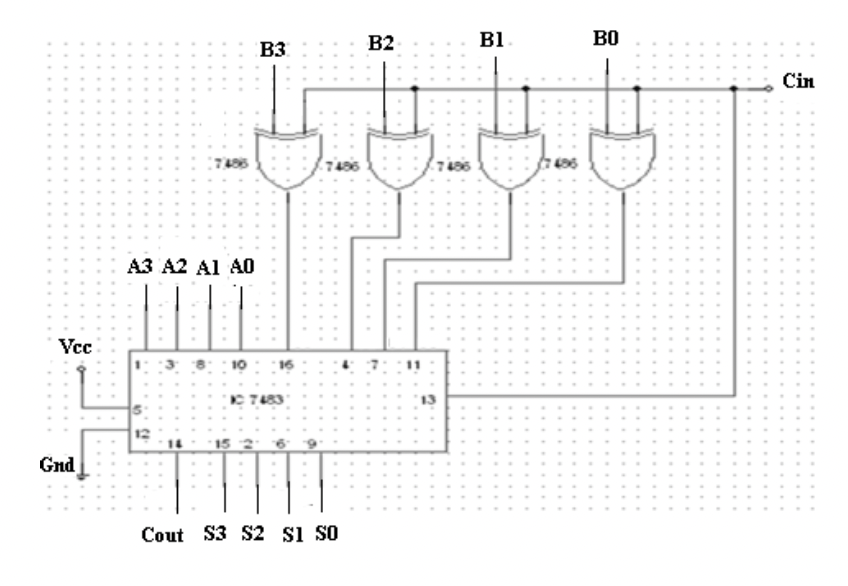 B3 B2 B1 B0
Cin
7486 7486 7486 7486
A3 A2 A1 A0
Vcc
1 3 8 10 16 4 7 11
IC 7483
5 13
12
14 15 2 6 9
Gnd
Cout S3 S2 S1 S0